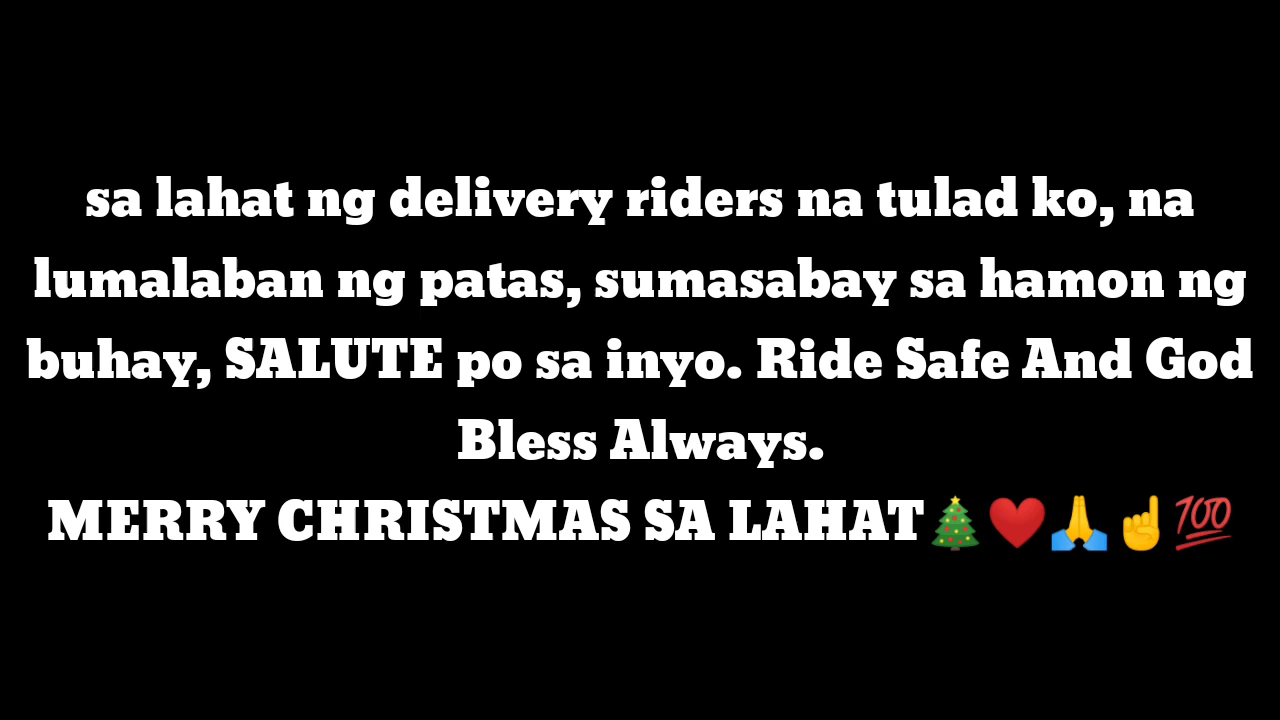 sa lahat ng delivery riders na tulad ko, na
lumalaban ng patas, sumasabay sa hamon ng
buhay, SALUTE po sa inyo. Ride Safe And God
Bless Always.
MERRY CHRISTMAS SA LAHAT🎄❤️🙏☝️💯